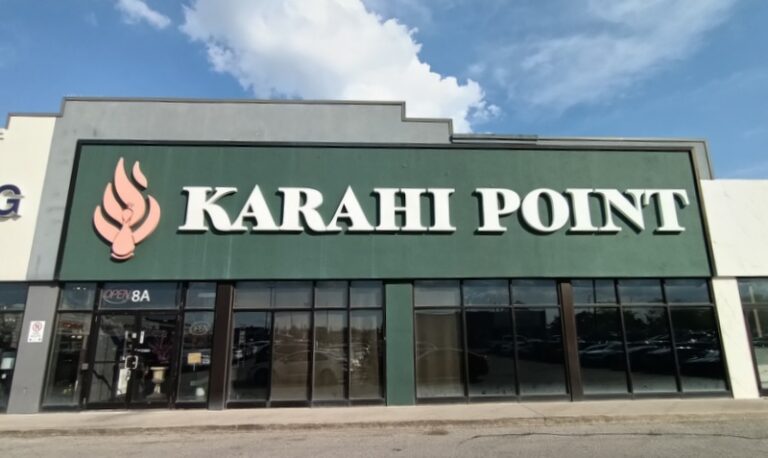 KARAHI POINT
G
OPEN 8A